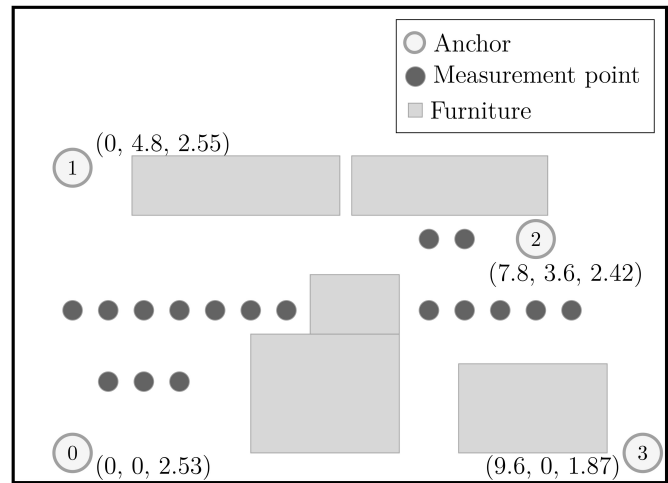 Anchor
Measurement point
Furniture
(0, 4.8, 2.55)
1
2
(7.8, 3.6, 2.42)
0
(0, 0, 2.53)
(9.6, 0, 1.87)
3